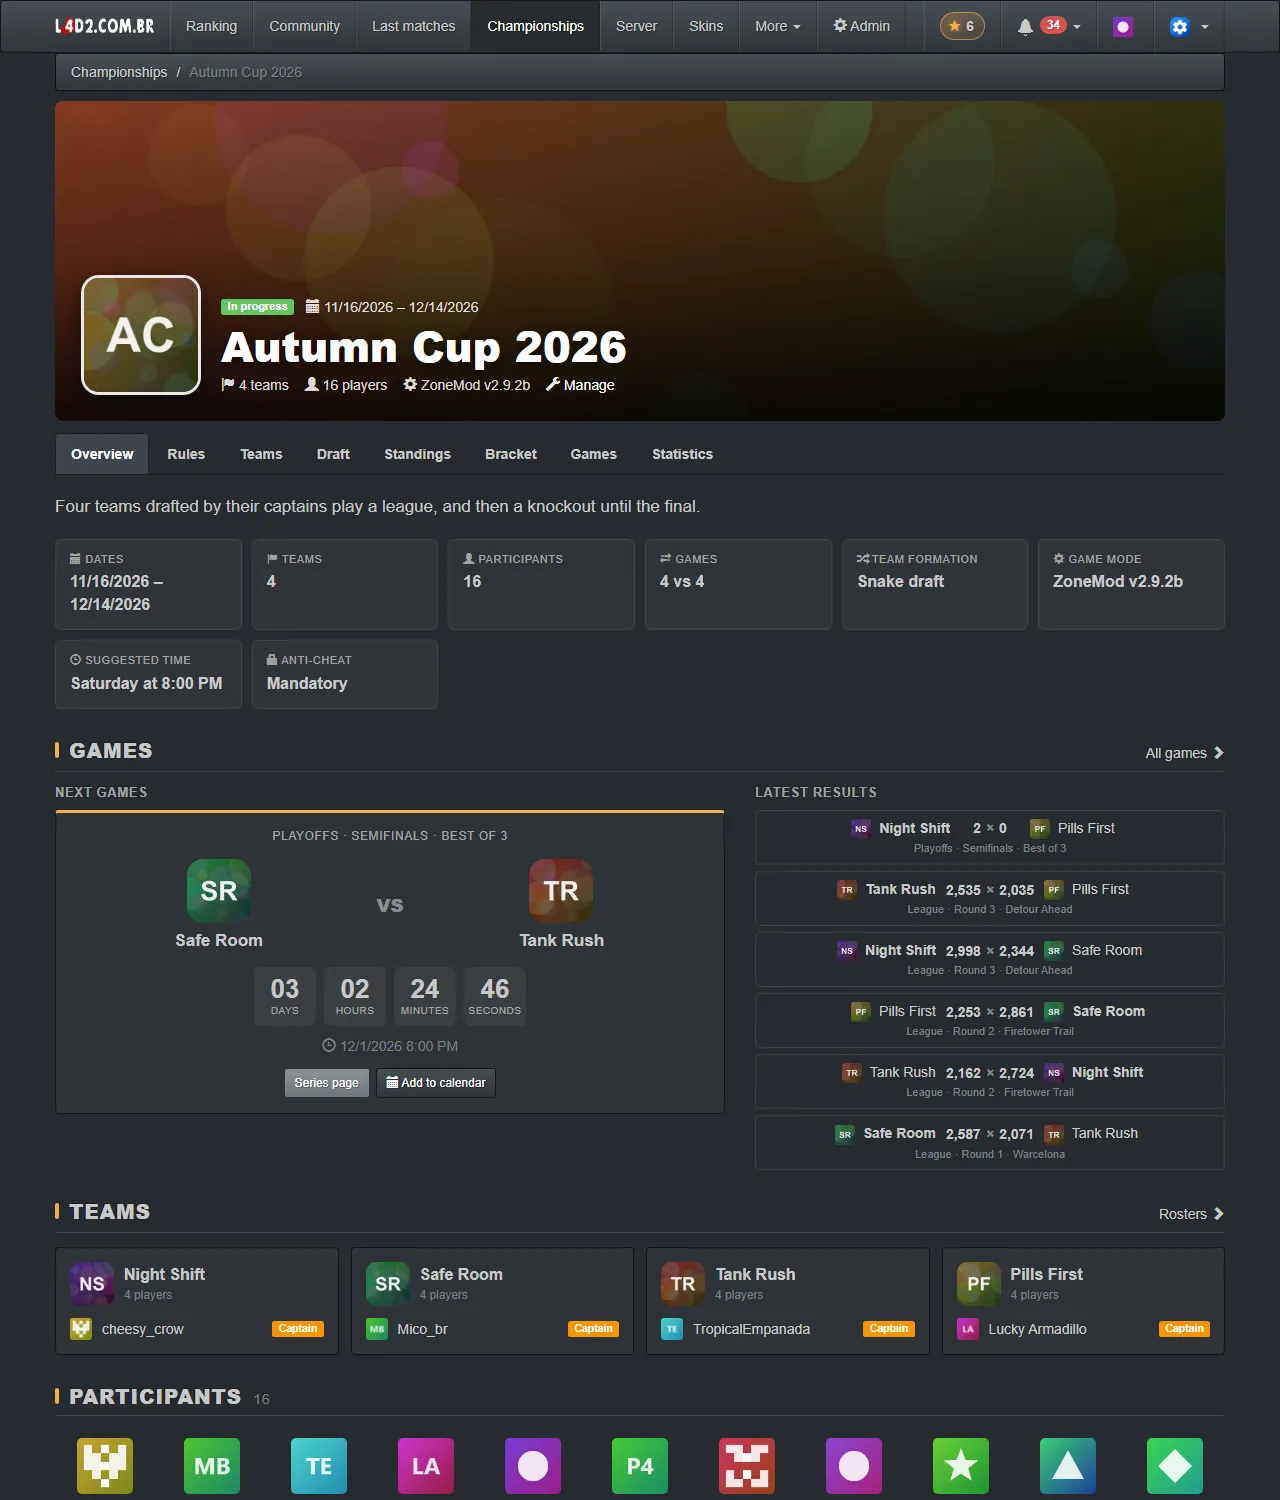 L4D2.COM.BR Ranking Community Last matches Championships Server Skins More Admin 6 34
Championships / Autumn Cup 2026
AC
In progress 11/16/2026 – 12/14/2026
Autumn Cup 2026
4 teams 16 players ZoneMod v2.9.2b Manage
Overview Rules Teams Draft Standings Bracket Games Statistics
Four teams drafted by their captains play a league, and then a knockout until the final.
DATES
11/16/2026 –
12/14/2026
TEAMS
4
PARTICIPANTS
16
GAMES
4 vs 4
TEAM FORMATION
Snake draft
GAME MODE
ZoneMod v2.9.2b
SUGGESTED TIME
Saturday at 8:00 PM
ANTI-CHEAT
Mandatory
GAMES
All games
NEXT GAMES
PLAYOFFS · SEMIFINALS · BEST OF 3
SR vs TR
Safe Room Tank Rush
03 02 24 46
DAYS HOURS MINUTES SECONDS
12/1/2026 8:00 PM
Series page Add to calendar
LATEST RESULTS
NS Night Shift 2 × 0 PF Pills First
Playoffs · Semifinals · Best of 3
TR Tank Rush 2,535 × 2,035 PF Pills First
League · Round 3 · Detour Ahead
NS Night Shift 2,998 × 2,344 SR Safe Room
League · Round 3 · Detour Ahead
PF Pills First 2,253 × 2,861 SR Safe Room
League · Round 2 · Firetower Trail
TR Tank Rush 2,162 × 2,724 NS Night Shift
League · Round 2 · Firetower Trail
SR Safe Room 2,587 × 2,071 TR Tank Rush
League · Round 1 · Warcelona
TEAMS
Rosters
NS Night Shift
4 players
cheesy_crow Captain
SR Safe Room
4 players
MB Mico_br Captain
TR Tank Rush
4 players
TE TropicalEmpanada Captain
PF Pills First
4 players
LA Lucky Armadillo Captain
PARTICIPANTS 16
MB TE LA P4